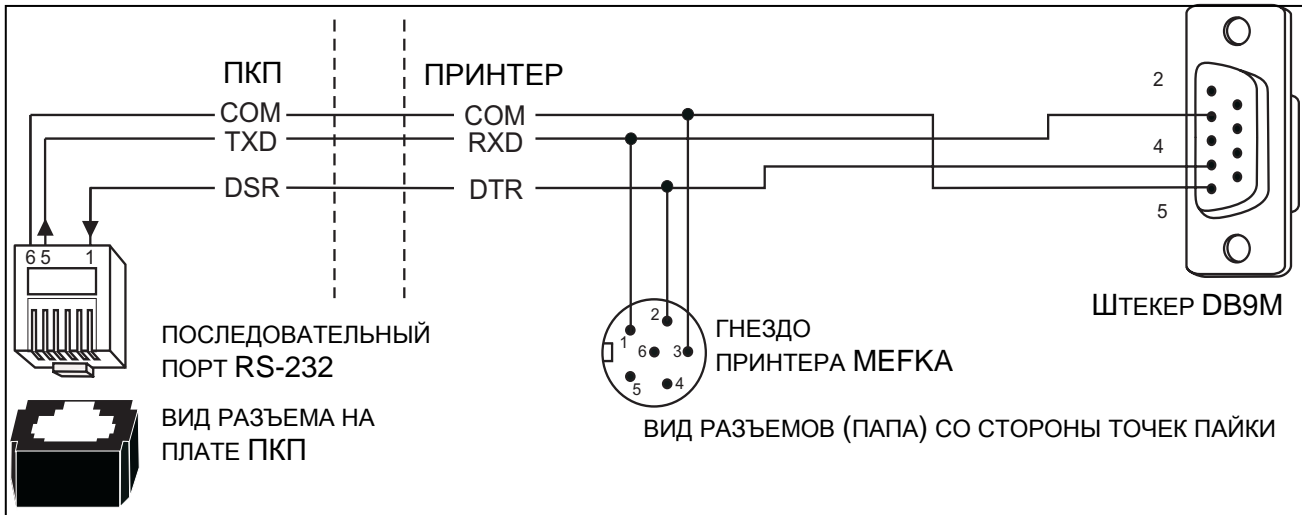 ПКП
ПРИНТЕР
COM
COM
TXD
RXD
DSR
DTR
6 5 1
ПОСЛЕДОВАТЕЛЬНЫЙ
ПОРТ RS-232
ВИД РАЗЪЕМА НА
ПЛАТЕ ПКП
1
2
3
6
5
4
ГНЕЗДО
ПРИНТЕРА MEFKA
ВИД РАЗЪЕМОВ (ПАПА) СО СТОРОНЫ ТОЧЕК ПАЙКИ
2
4
5
ШТЕКЕР DB9M